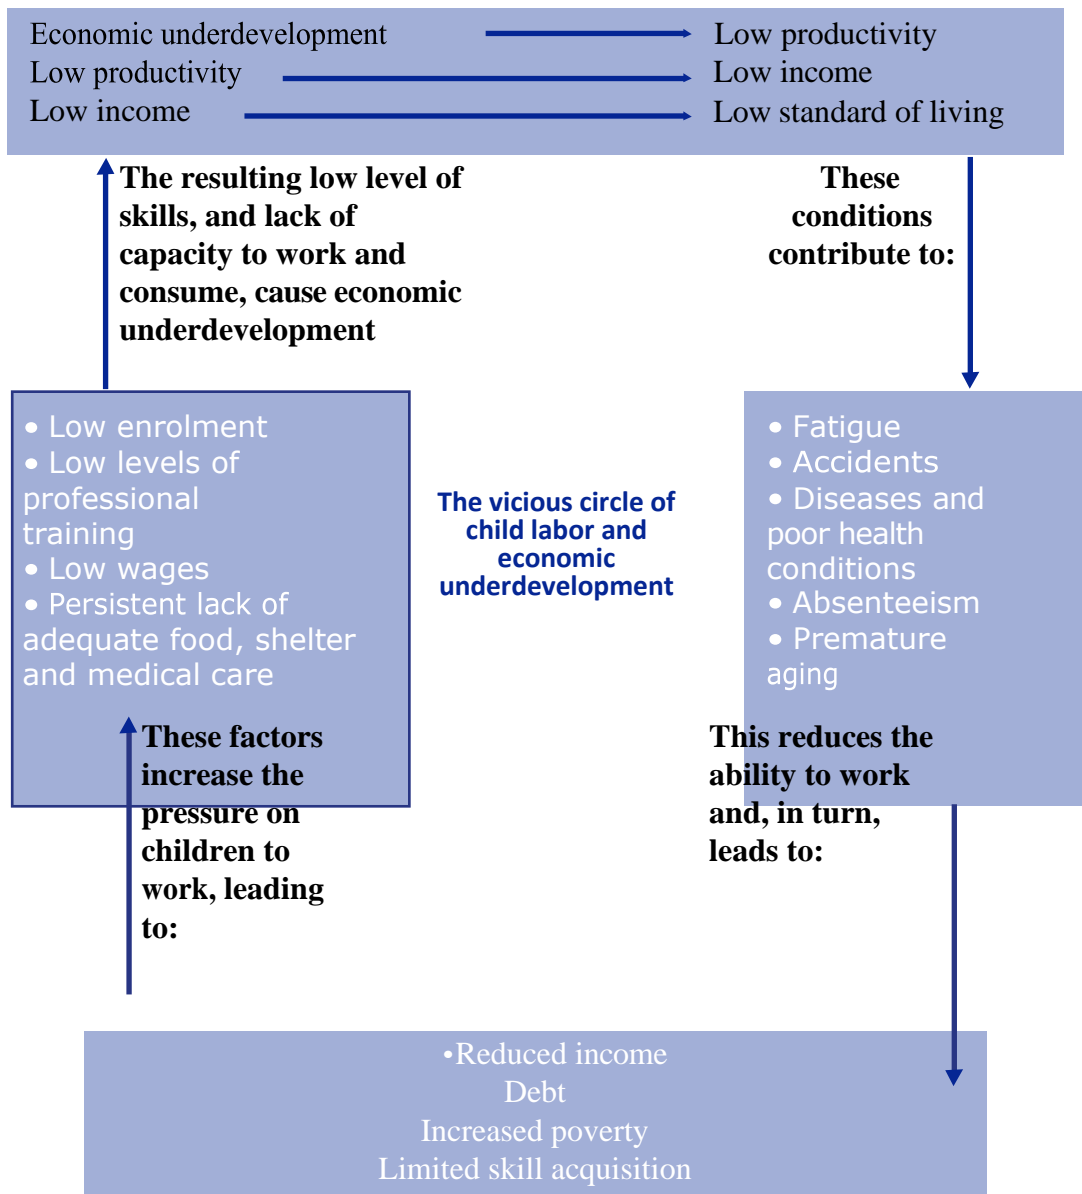 Economic underdevelopment
Low productivity
Low productivity
Low income
Low income
Low standard of living
The resulting low level of
skills, and lack of
capacity to work and
consume, cause economic
underdevelopment
These
conditions
contribute to:
• Low enrolment
• Low levels of
professional
training
• Low wages
• Persistent lack of
adequate food, shelter
and medical care
The vicious circle of
child labor and
economic
underdevelopment
• Fatigue
• Accidents
• Diseases and
poor health
conditions
• Absenteeism
• Premature
aging
These factors
increase the
pressure on
children to
work, leading
to:
This reduces the
ability to work
and, in turn,
leads to:
•Reduced income
Debt
Increased poverty
Limited skill acquisition